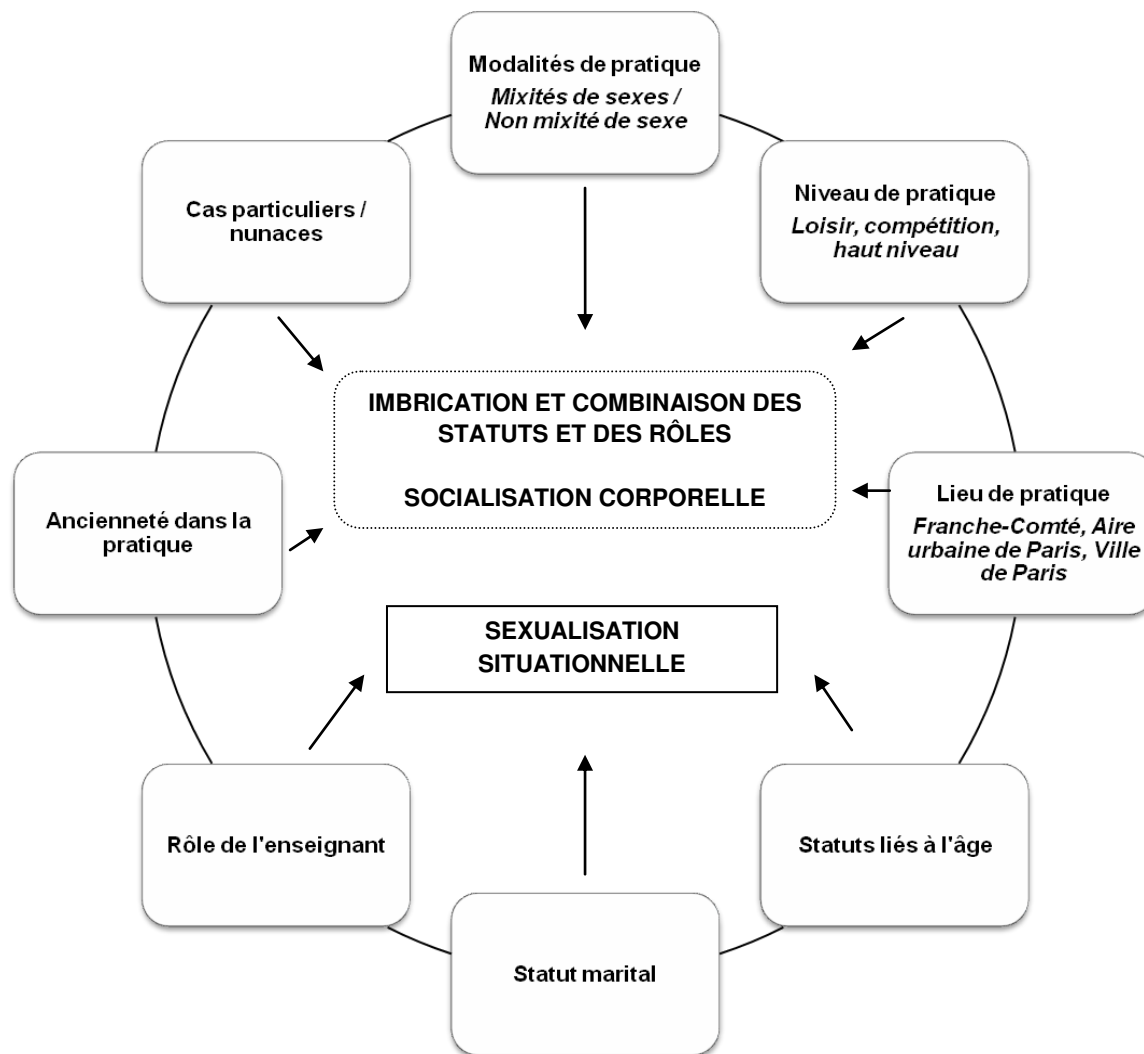 Modalités de pratique
Mixités de sexes /
Non mixité de sexe
Cas particuliers /
nunaces
Niveau de pratique
Loisir, compétition,
haut niveau
IMBRICATION ET COMBINAISON DES
STATUTS ET DES RÔLES
SOCIALISATION CORPORELLE
Ancienneté dans la
pratique
Lieu de pratique
Franche-Comté, Aire
urbaine de Paris, Ville
de Paris
SEXUALISATION
SITUATIONNELLE
Rôle de l'enseignant
Statuts liés à l'âge
Statut marital